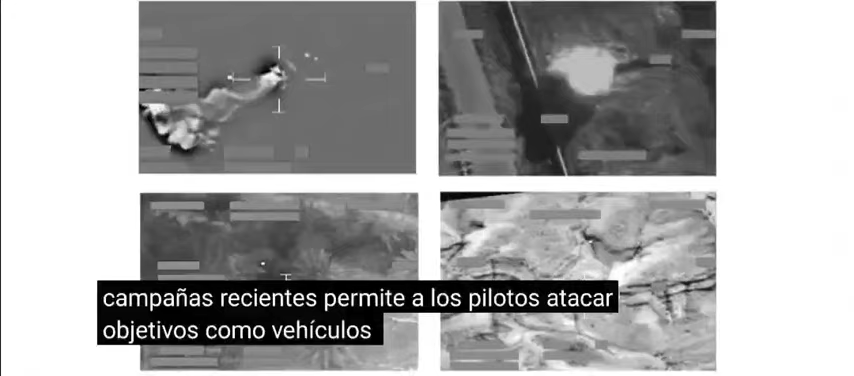 campañas recientes permite a los pilotos atacar
objetivos como vehículos